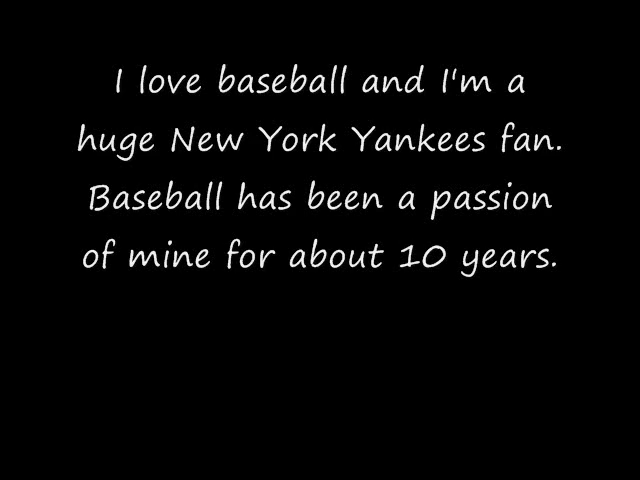 I love baseball and I'm a
huge New York Yankees fan.
Baseball has been a passion
of mine for about 10 years.